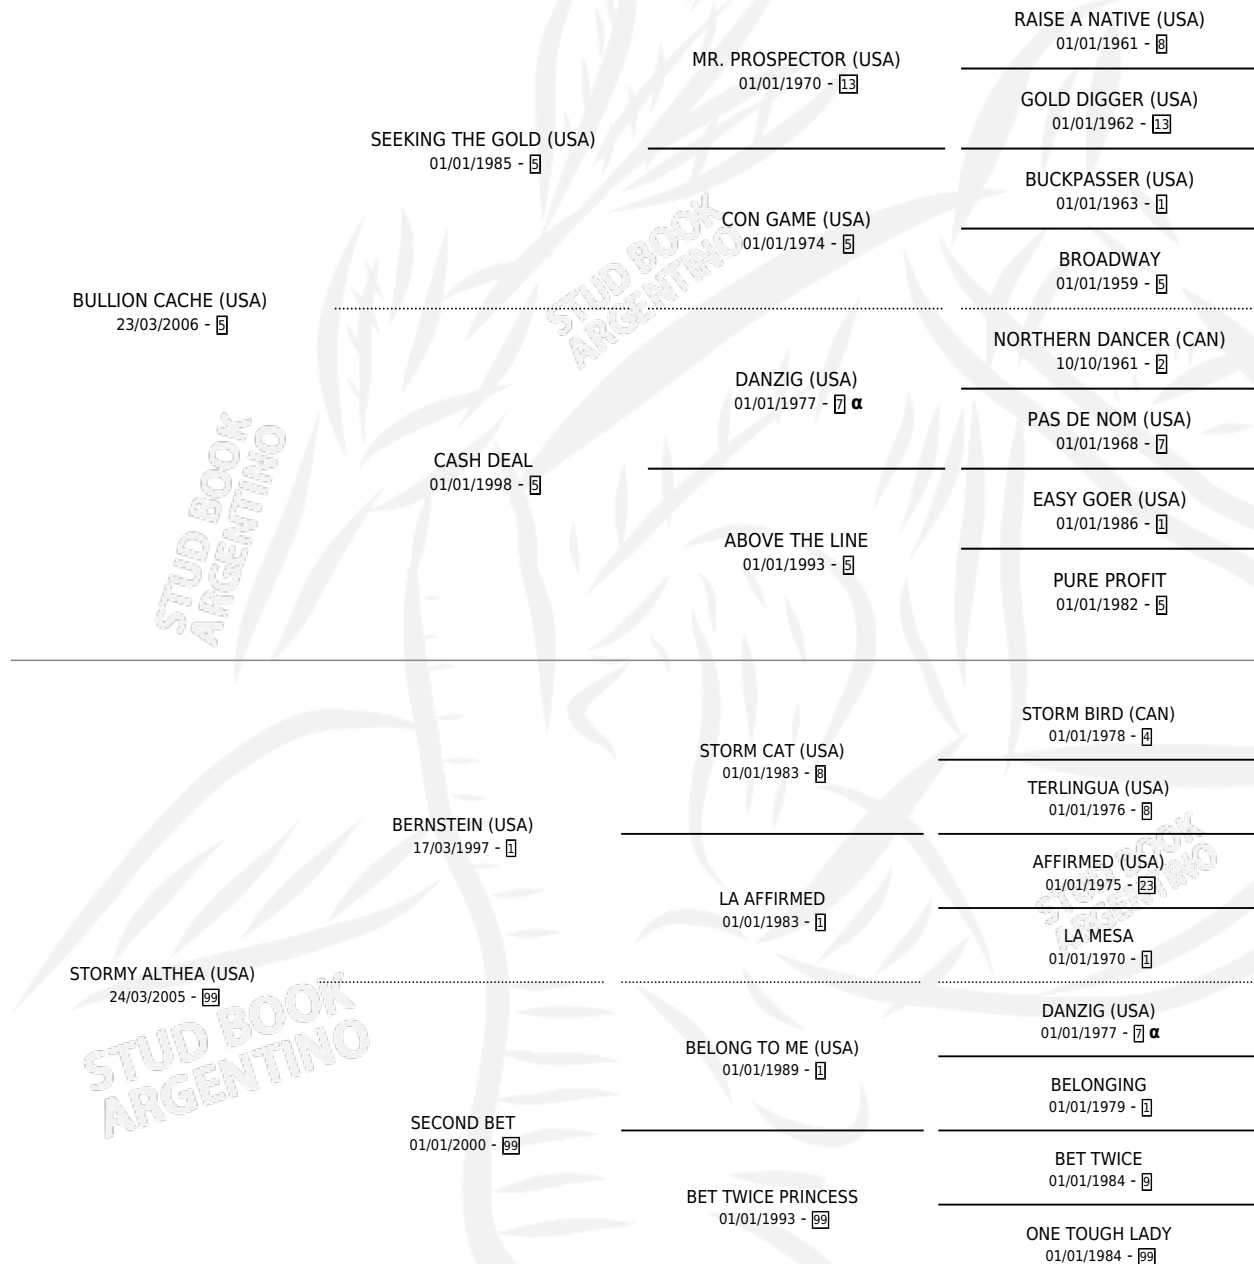 RAISE A NATIVE (USA)
01/01/1961 - 8
MR. PROSPECTOR (USA)
01/01/1970 - 13
GOLD DIGGER (USA)
01/01/1962 - 13
SEEKING THE GOLD (USA)
01/01/1985 - 5
BUCKPASSER (USA)
01/01/1963 - 1
CON GAME (USA)
01/01/1974 - 5
BROADWAY
01/01/1959 - 5
BULLION CACHE (USA)
23/03/2006 - 5
NORTHERN DANCER (CAN)
10/10/1961 - 2
DANZIG (USA)
01/01/1977 - 7 α
PAS DE NOM (USA)
01/01/1968 - 7
CASH DEAL
01/01/1998 - 5
EASY GOER (USA)
01/01/1986 - 1
ABOVE THE LINE
01/01/1993 - 5
PURE PROFIT
01/01/1982 - 5
STORM BIRD (CAN)
01/01/1978 - 4
STORM CAT (USA)
01/01/1983 - 8
TERLINGUA (USA)
01/01/1976 - 8
BERNSTEIN (USA)
17/03/1997 - 1
AFFIRMED (USA)
01/01/1975 - 23
LA AFFIRMED
01/01/1983 - 1
LA MESA
01/01/1970 - 1
STORMY ALTHEA (USA)
24/03/2005 - 99
DANZIG (USA)
01/01/1977 - 7 α
BELONG TO ME (USA)
01/01/1989 - 1
BELONGING
01/01/1979 - 1
SECOND BET
01/01/2000 - 99
BET TWICE
01/01/1984 - 9
BET TWICE PRINCESS
01/01/1993 - 99
ONE TOUGH LADY
01/01/1984 - 99
STUD BOOK
ARGENTINO
STUD BOOK
ARGENTINO
STUD BOOK
ARGENTINO
STUD BOOK
ARGENTINO